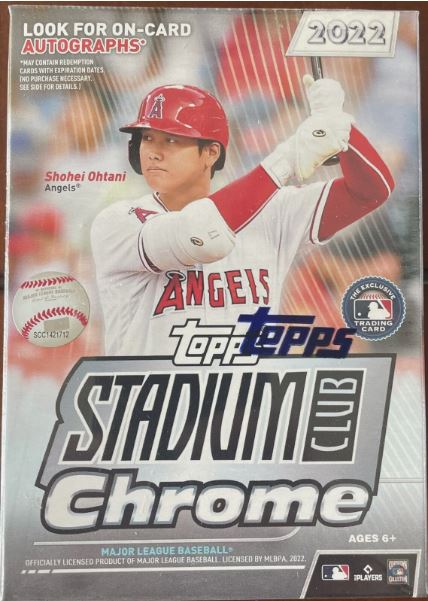 LOOK FOR ON-CARD
AUTOGRAPHS*
*MAY CONTAIN REDEMPTION
CARDS WITH EXPIRATION DATES
(NO PURCHASE NECESSARY.
SEE SIDE FOR DETAILS.)
2022
A
Shohei Ohtani
Angels®
A
ANGELS
SCC1421712
THE EXCLUSIVE
TRADING
CARD
topps
topps
STADIUM
CLUB
Chrome
AGES 6+
MAJOR LEAGUE BASEBALL®
OFFICIALLY LICENSED PRODUCT OF MAJOR LEAGUE BASEBALL. LICENSED BY MLBPA, 2022.
PLAYERS